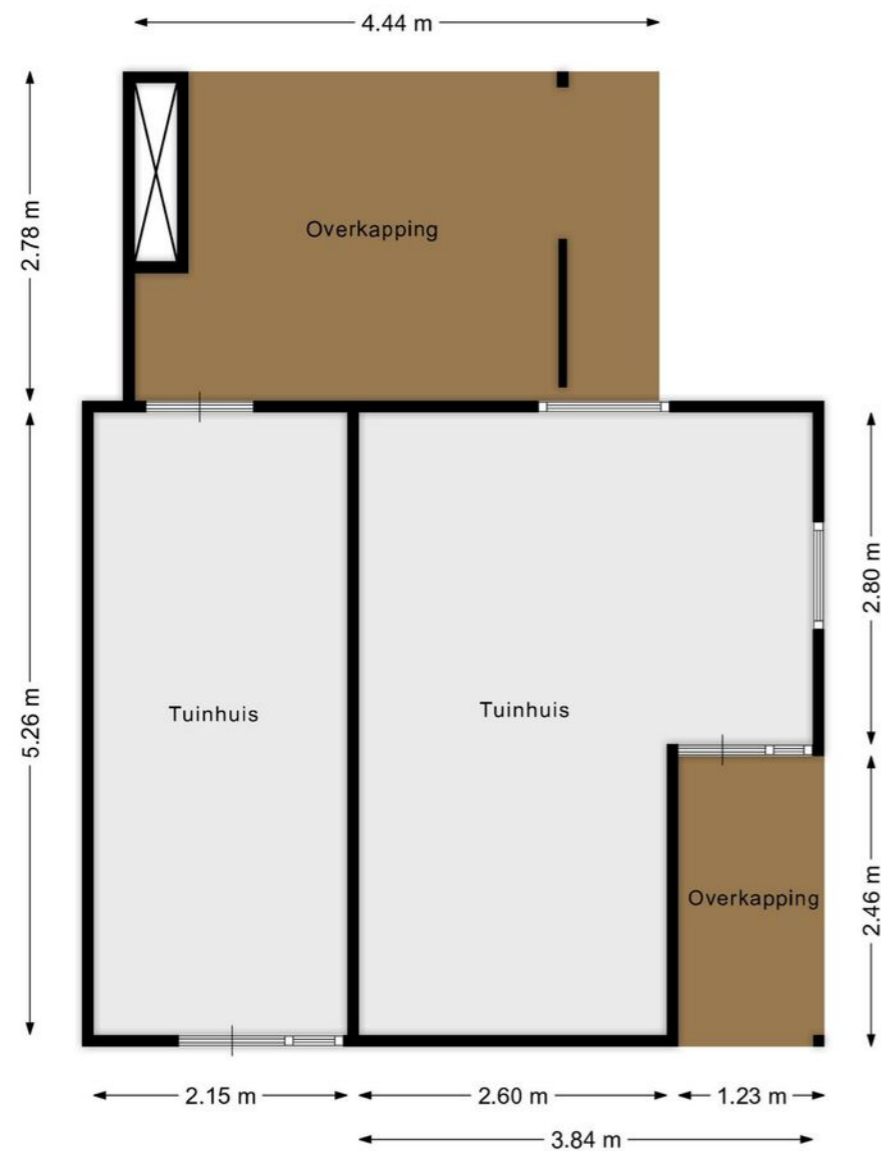 4.44 m
2.78 m
Overkapping
2.80 m
5.26 m
Tuinhuis
Tuinhuis
Overkapping
2.46 m
2.15 m
2.60 m
1.23 m
3.84 m